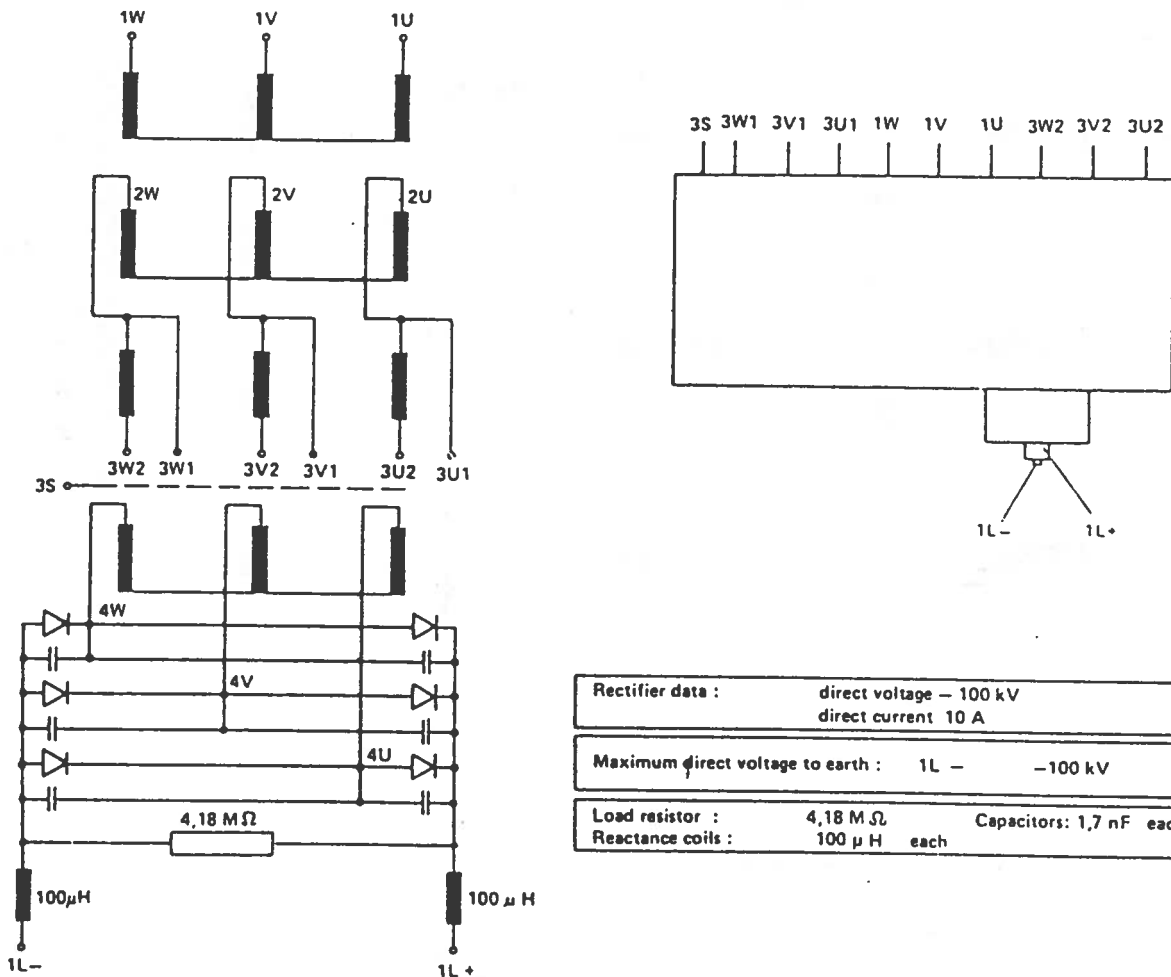 1W 1V 1U
2W 2V 2U
3W2 3W1 3V2 3V1 3U2 3U1
3S
4W
4V
4U
4,18 M Ω
100μH 100 μ H
1L− 1L +
3S 3W1 3V1 3U1 1W 1V 1U 3W2 3V2 3U2
1L − 1L+
Rectifier data : direct voltage − 100 kV
direct current 10 A
Maximum direct voltage to earth : 1L − −100 kV
Load resistor : 4,18 M Ω Capacitors: 1,7 nF eac
Reactance coils : 100 μ H each